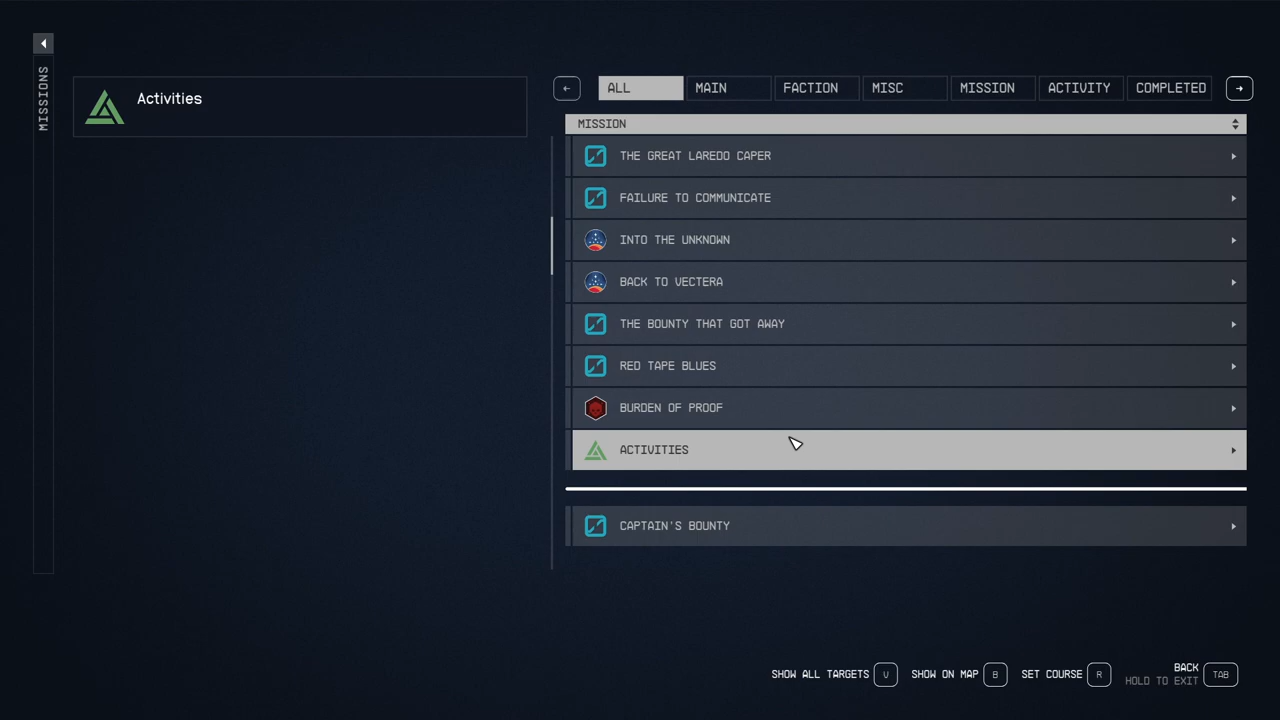 MISSIONS
Activities
ALL MAIN FACTION MISC MISSION ACTIVITY COMPLETED
MISSION
THE GREAT LAREDO CAPER
FAILURE TO COMMUNICATE
INTO THE UNKNOWN
BACK TO VECTERA
THE BOUNTY THAT GOT AWAY
RED TAPE BLUES
BURDEN OF PROOF
ACTIVITIES
CAPTAIN'S BOUNTY
SHOW ALL TARGETS V SHOW ON MAP B SET COURSE R BACK TAB
HOLD TO EXIT